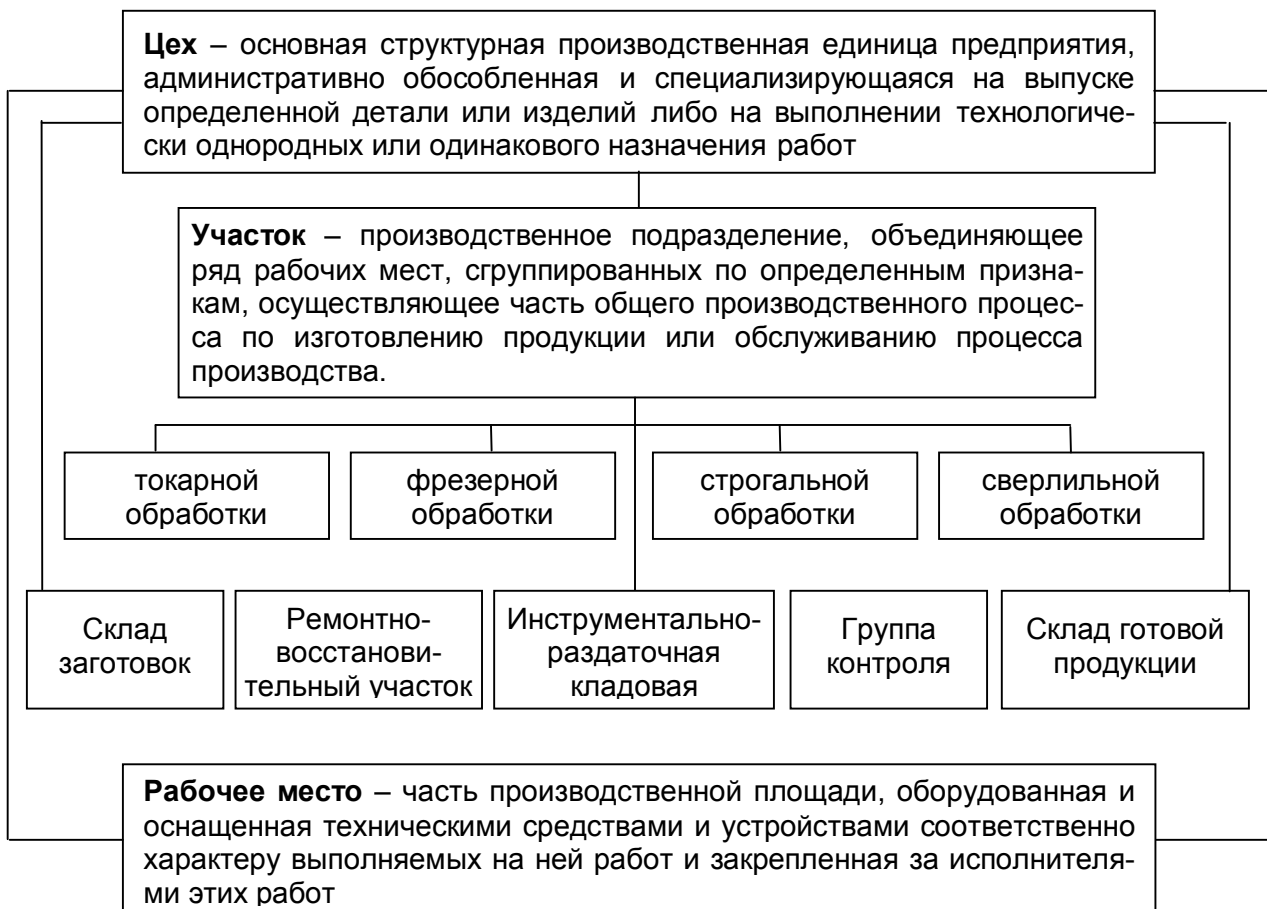 Цех – основная структурная производственная единица предприятия,
административно обособленная и специализирующаяся на выпуске
определенной детали или изделий либо на выполнении технологиче-
ски однородных или одинакового назначения работ
Участок – производственное подразделение, объединяющее
ряд рабочих мест, сгруппированных по определенным призна-
кам, осуществляющее часть общего производственного процес-
са по изготовлению продукции или обслуживанию процесса
производства.
токарной
обработки
фрезерной
обработки
строгальной
обработки
сверлильной
обработки
Склад
заготовок
Ремонтно-
восстанови-
тельный участок
Инструментально-
раздаточная
кладовая
Группа
контроля
Склад готовой
продукции
Рабочее место – часть производственной площади, оборудованная и
оснащенная техническими средствами и устройствами соответственно
характеру выполняемых на ней работ и закрепленная за исполнителя-
ми этих работ